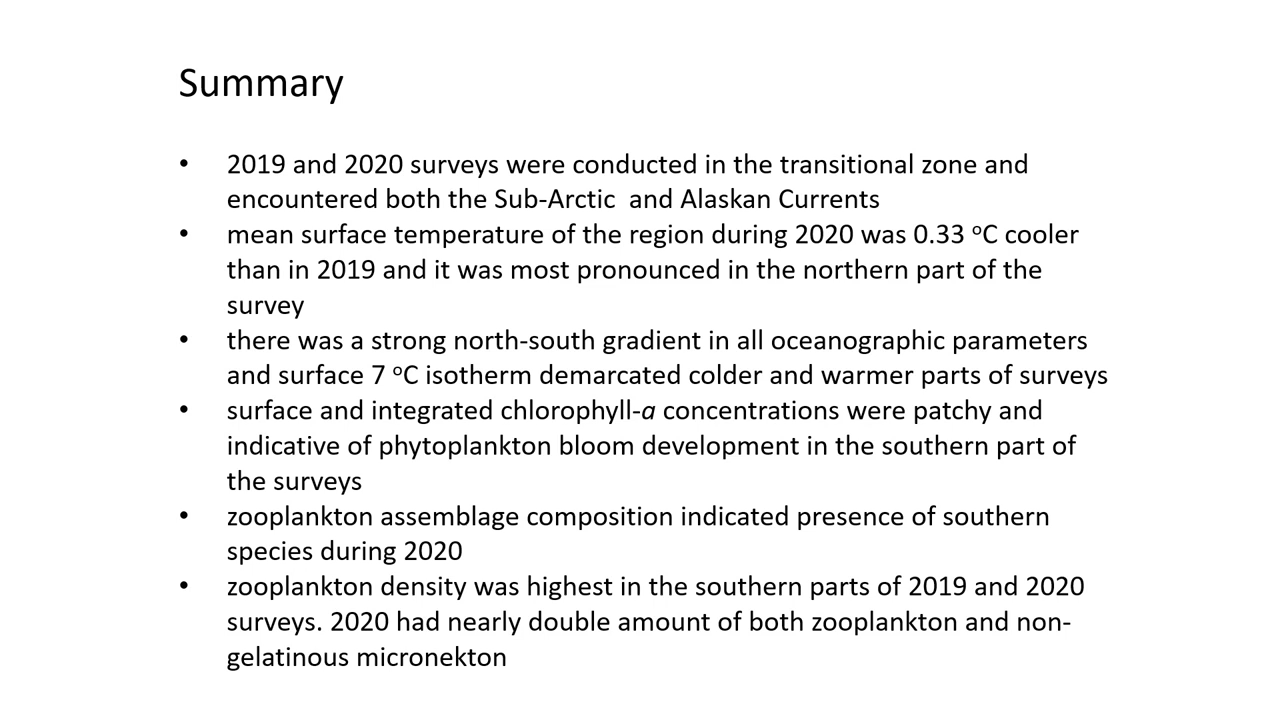 Summary
• 2019 and 2020 surveys were conducted in the transitional zone and
encountered both the Sub-Arctic  and Alaskan Currents
• mean surface temperature of the region during 2020 was 0.33 ºC cooler
than in 2019 and it was most pronounced in the northern part of the
survey
• there was a strong north-south gradient in all oceanographic parameters
and surface 7 ºC isotherm demarcated colder and warmer parts of surveys
• surface and integrated chlorophyll-a concentrations were patchy and
indicative of phytoplankton bloom development in the southern part of
the surveys
• zooplankton assemblage composition indicated presence of southern
species during 2020
• zooplankton density was highest in the southern parts of 2019 and 2020
surveys. 2020 had nearly double amount of both zooplankton and non-
gelatinous micronekton